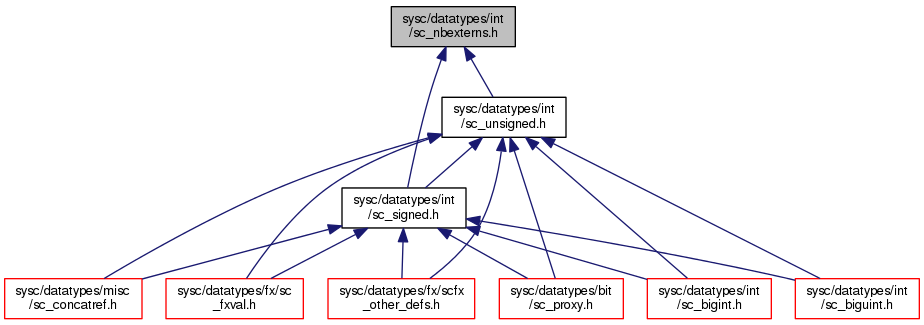 sysc/datatypes/int
/sc_nbexterns.h
sysc/datatypes/int
/sc_unsigned.h
sysc/datatypes/int
/sc_signed.h
sysc/datatypes/misc
/sc_concatref.h
sysc/datatypes/fx/sc
_fxval.h
sysc/datatypes/fx/scfx
_other_defs.h
sysc/datatypes/bit
/sc_proxy.h
sysc/datatypes/int
/sc_bigint.h
sysc/datatypes/int
/sc_biguint.h